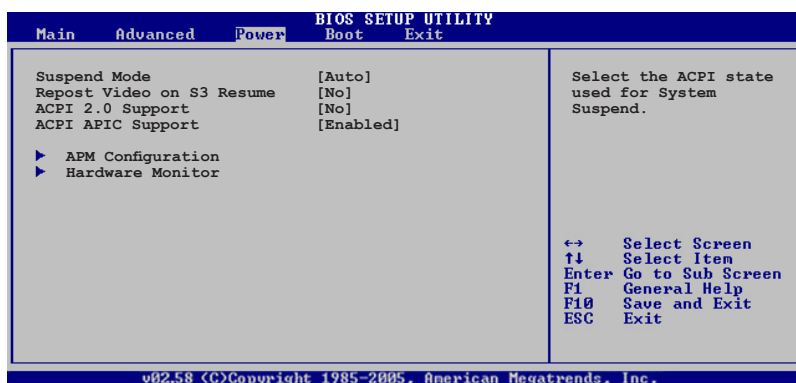 BIOS SETUP UTILITY
Main Advanced Power Boot Exit
Suspend Mode [Auto]
Repost Video on S3 Resume [No]
ACPI 2.0 Support [No]
ACPI APIC Support [Enabled]
APM Configuration
Hardware Monitor
Select the ACPI state
used for System
Suspend.
←→ Select Screen
↑↓ Select Item
Enter Go to Sub Screen
F1 General Help
F10 Save and Exit
ESC Exit
v02.58 (C)Copyright 1985-2005, American Megatrends, Inc.